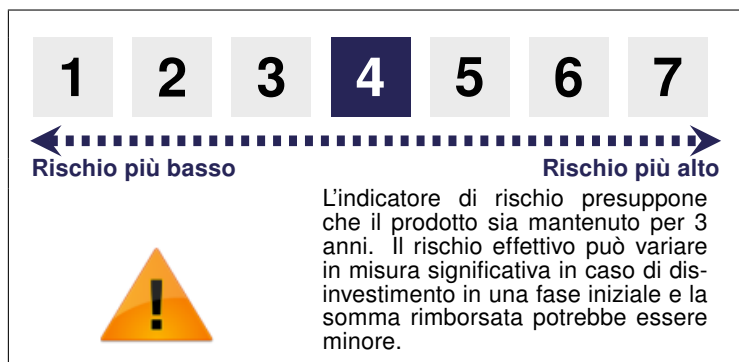 1 2 3 4 5 6 7
Rischio più basso Rischio più alto
L'indicatore di rischio presuppone
che il prodotto sia mantenuto per 3
anni. Il rischio effettivo può variare
in misura significativa in caso di dis-
investimento in una fase iniziale e la
somma rimborsata potrebbe essere
minore.
!